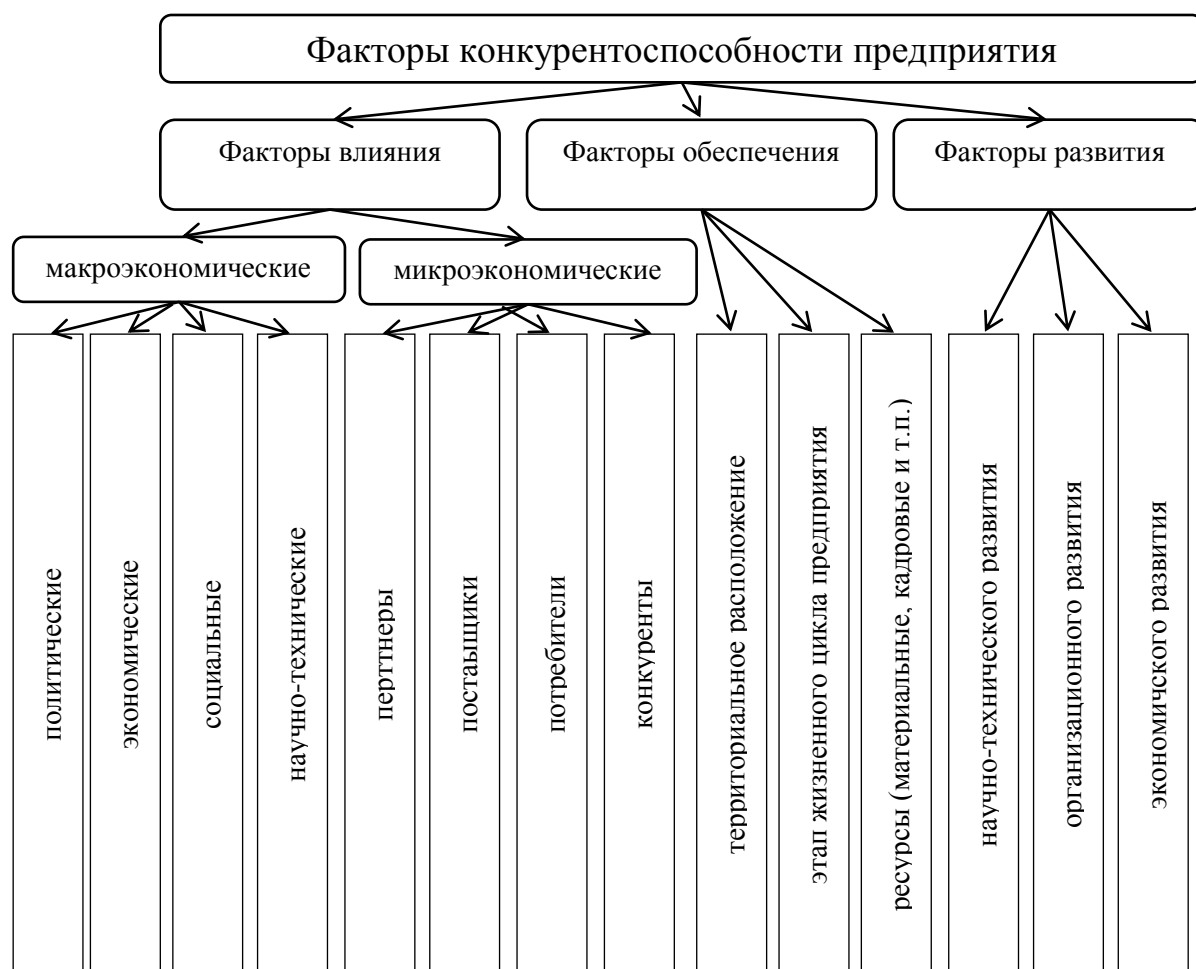 Факторы конкурентоспособности предприятия
Факторы влияния
Факторы обеспечения
Факторы развития
макроэкономические
микроэкономические
политические
экономические
социальные
научно-технические
перттнеры
постаыщики
потребители
конкуренты
территориальное расположение
этап жизненного цикла предприятия
ресурсы (материальные, кадровые и т.п.)
научно-технического развития
организационного развития
экономичского развития